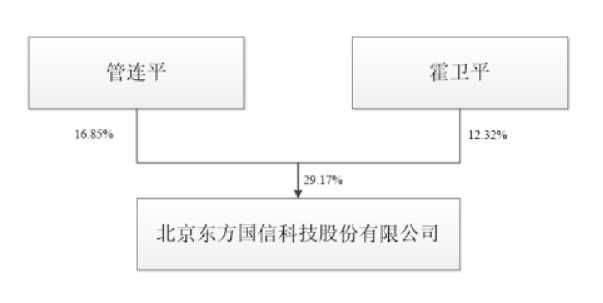 管连平
霍卫平
16.85%
12.32%
29.17%
北京东方国信科技股份有限公司